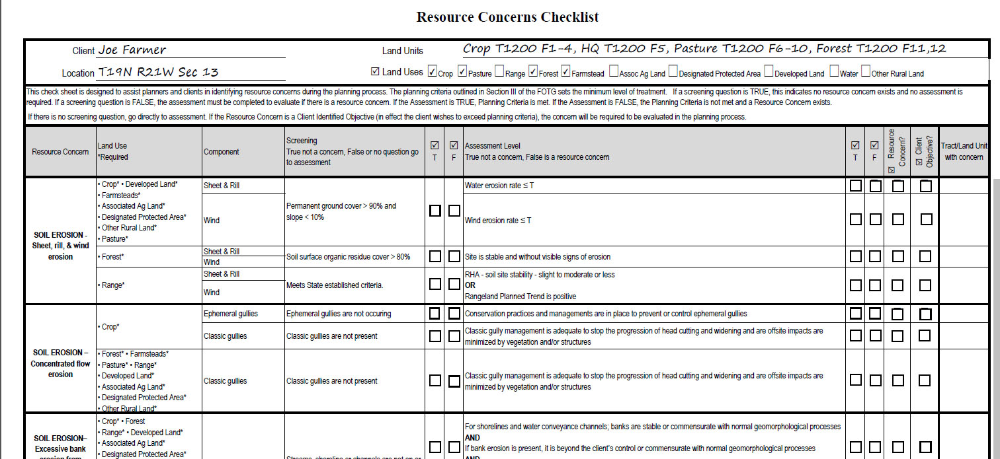 Resource Concerns Checklist
Client Joe Farmer
Land Units Crop T1200 F1-4, HQ T1200 F5, Pasture T1200 F6-10, Forest T1200 F11,12
Location T19N R21W Sec 13
☑ Land Uses ☑ Crop ☑ Pasture ☐ Range ☑ Forest ☑ Farmstead ☐ Assoc Ag Land ☐ Designated Protected Area ☐ Developed Land ☐ Water ☐ Other Rural Land
This check sheet is designed to assist planners and clients in identifying resource concerns during the planning process. The planning criteria outlined in Section III of the FOTG sets the minimum level of treatment. If a screening question is TRUE, this indicates no resource concern exists and no assessment is
required. If a screening question is FALSE, the assessment must be completed to evaluate if there is a resource concern. If the Assessment is TRUE, Planning Criteria is met. If the Assessment is FALSE, the Planning Criteria is not met and a Resource Concern exists.
If there is no screening question, go directly to assessment. If the Resource Concern is a Client Identified Objective (in effect the client wishes to exceed planning criteria), the concern will be required to be evaluated in the planning process.
Resource Concern
Land Use
*Required
Component
Screening
True not a concern, False or no question go
to assessment
☑
T
☑
F
Assessment Level
True not a concern, False is a resource concern
☑
T
☑
F
☑ Resource
Concern?
☑ Client
Objective?
Tract/Land Unit
with concern
SOIL EROSION -
Sheet, rill, & wind
erosion
• Crop* • Developed Land*
• Farmsteads*
• Associated Ag Land*
• Designated Protected Area*
• Other Rural Land*
• Pasture*
Sheet & Rill
Wind
Permanent ground cover > 90% and
slope < 10%
Water erosion rate ≤ T
Wind erosion rate ≤ T
• Forest*
Sheet & Rill
Wind
Soil surface organic residue cover > 80%
Site is stable and without visible signs of erosion
• Range*
Sheet & Rill
Wind
Meets State established criteria.
RHA - soil site stability - slight to moderate or less
OR
Rangeland Planned Trend is positive
SOIL EROSION –
Concentrated flow
erosion
• Crop*
Ephemeral gullies
Ephemeral gullies are not occuring
Conservation practices and managements are in place to prevent or control ephemeral gullies
Classic gullies
Classic gullies are not present
Classic gully management is adequate to stop the progression of head cutting and widening and are offsite impacts are
minimized by vegetation and/or structures
• Forest* • Farmsteads*
• Pasture* • Range*
• Developed Land*
• Associated Ag Land*
• Designated Protected Area*
• Other Rural Land*
Classic gullies
Classic gullies are not present
Classic gully management is adequate to stop the progression of head cutting and widening and are offsite impacts are
minimized by vegetation and/or structures
SOIL EROSION–
Excessive bank
erosion from
• Crop* • Forest
• Range* • Developed Land*
• Associated Ag Land*
• Designated Protected Area*
Streams, shoreline or channels are not on or
For shorelines and water conveyance channels; banks are stable or commensurate with normal geomorphological processes
AND
If bank erosion is present, it is beyond the client's control or commensurate with normal geomorphological processes
AND